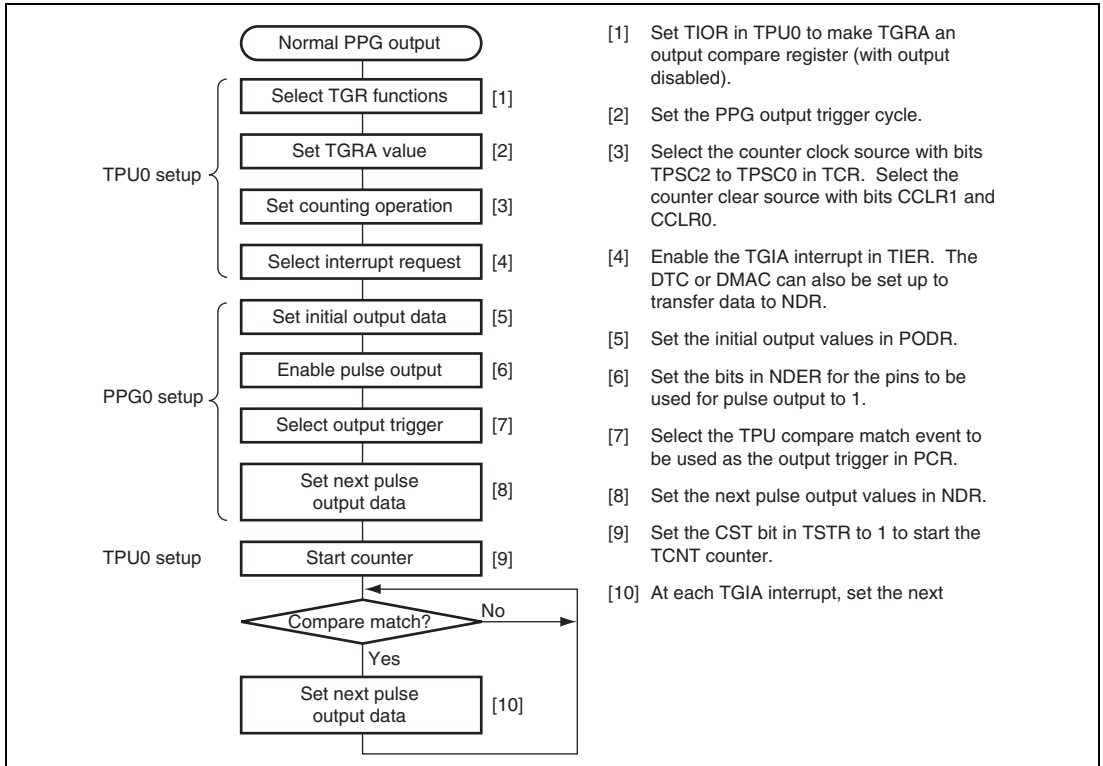 Normal PPG output
Select TGR functions [1]
Set TGRA value [2]
TPU0 setup
Set counting operation [3]
Select interrupt request [4]
Set initial output data [5]
Enable pulse output [6]
PPG0 setup
Select output trigger [7]
Set next pulse
output data [8]
TPU0 setup
Start counter [9]
Compare match?
No
Yes
Set next pulse
output data [10]
[1] Set TIOR in TPU0 to make TGRA an
output compare register (with output
disabled).
[2] Set the PPG output trigger cycle.
[3] Select the counter clock source with bits
TPSC2 to TPSC0 in TCR. Select the
counter clear source with bits CCLR1 and
CCLR0.
[4] Enable the TGIA interrupt in TIER. The
DTC or DMAC can also be set up to
transfer data to NDR.
[5] Set the initial output values in PODR.
[6] Set the bits in NDER for the pins to be
used for pulse output to 1.
[7] Select the TPU compare match event to
be used as the output trigger in PCR.
[8] Set the next pulse output values in NDR.
[9] Set the CST bit in TSTR to 1 to start the
TCNT counter.
[10] At each TGIA interrupt, set the next